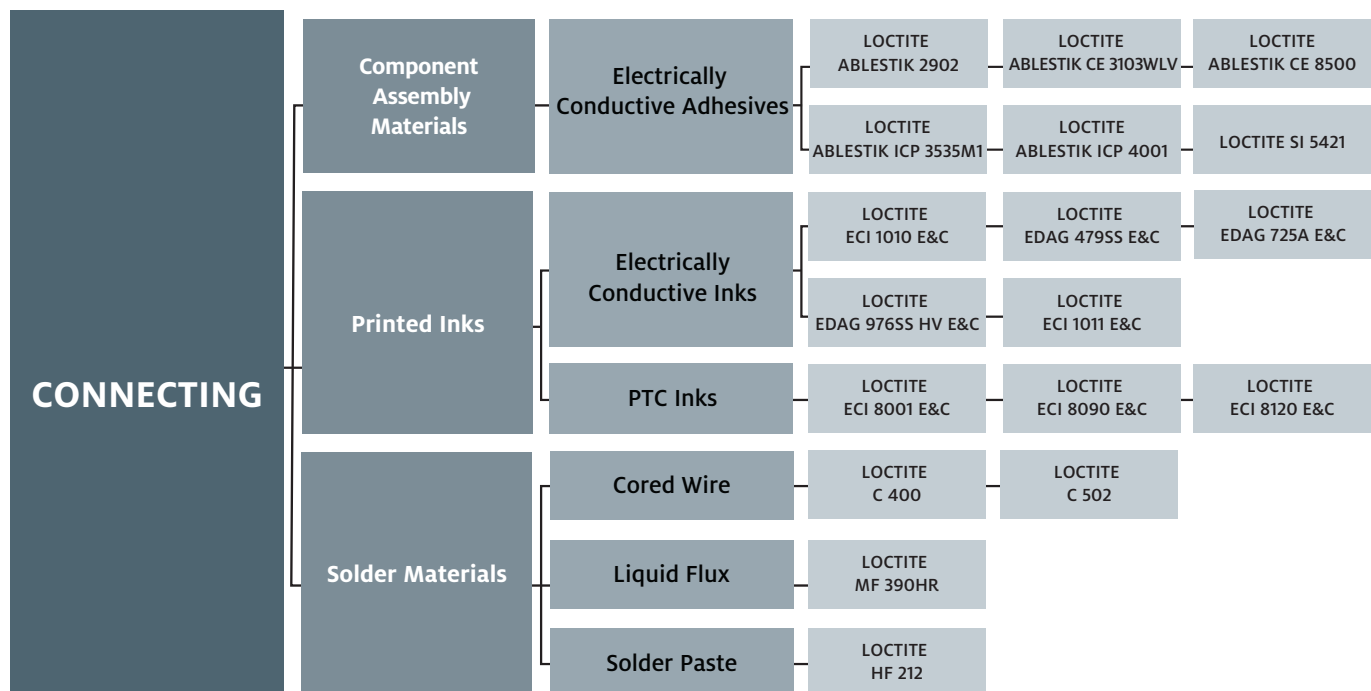 CONNECTING
Component
Assembly
Materials
Electrically
Conductive Adhesives
LOCTITE
ABLESTIK 2902
LOCTITE
ABLESTIK CE 3103WLV
LOCTITE
ABLESTIK CE 8500
LOCTITE
ABLESTIK ICP 3535M1
LOCTITE
ABLESTIK ICP 4001
LOCTITE SI 5421
Printed Inks
Electrically
Conductive Inks
LOCTITE
ECI 1010 E&C
LOCTITE
EDAG 479SS E&C
LOCTITE
EDAG 725A E&C
LOCTITE
EDAG 976SS HV E&C
LOCTITE
ECI 1011 E&C
PTC Inks
LOCTITE
ECI 8001 E&C
LOCTITE
ECI 8090 E&C
LOCTITE
ECI 8120 E&C
Solder Materials
Cored Wire
LOCTITE
C 400
LOCTITE
C 502
Liquid Flux
LOCTITE
MF 390HR
Solder Paste
LOCTITE
HF 212